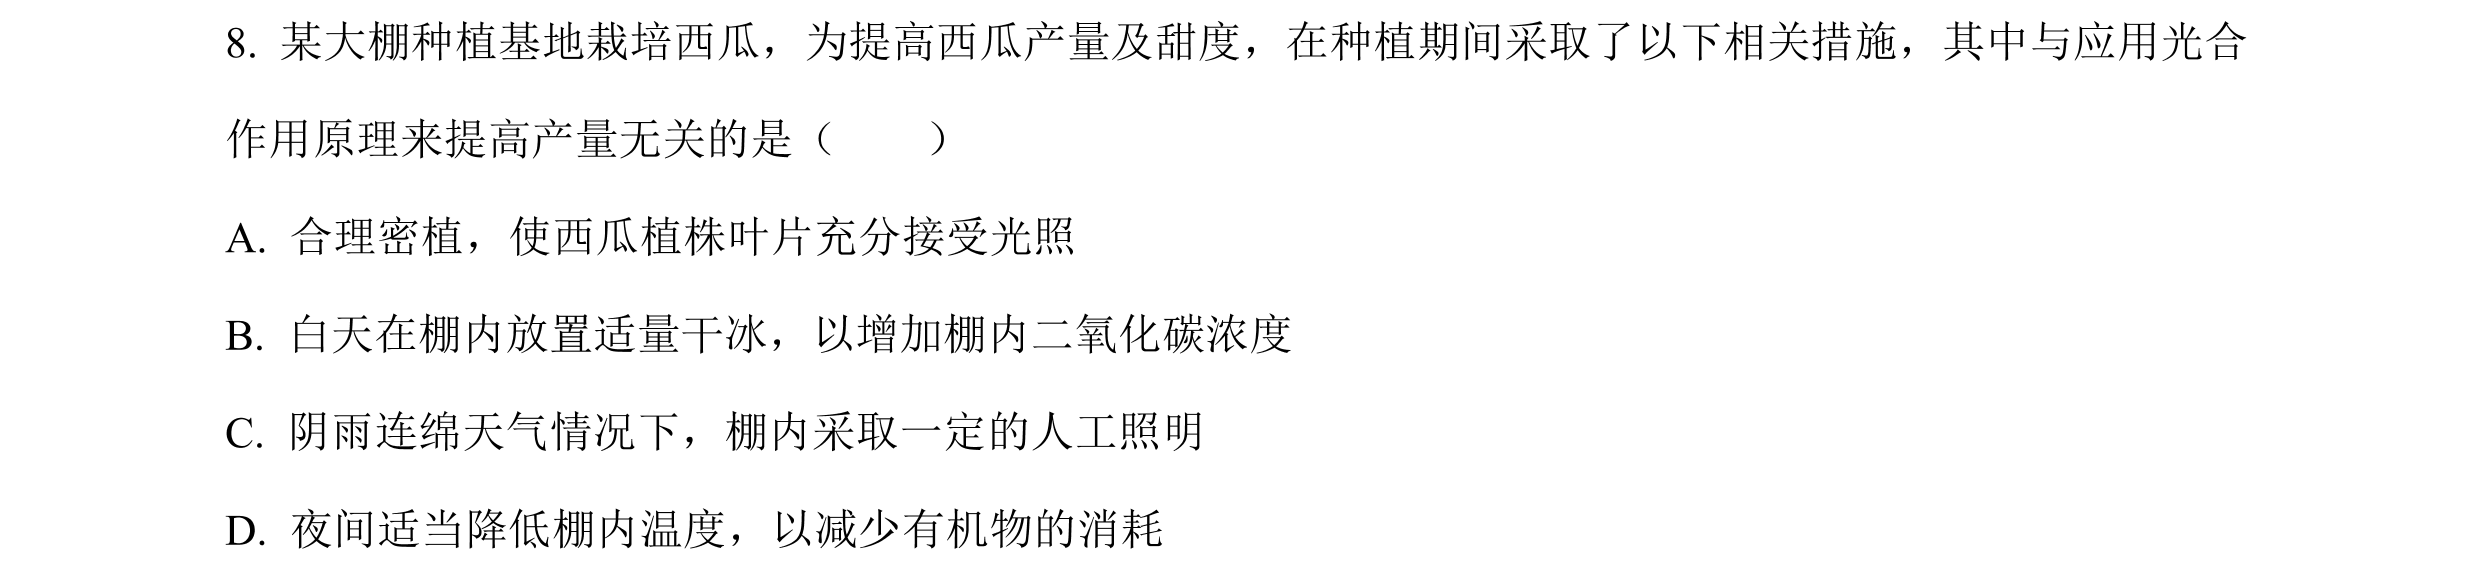 8. 某大棚种植基地栽培西瓜，为提高西瓜产量及甜度，在种植期间采取了以下相关措施，其中与应用光合
作用原理来提高产量无关的是（　　）
A. 合理密植，使西瓜植株叶片充分接受光照
B. 白天在棚内放置适量干冰，以增加棚内二氧化碳浓度
C. 阴雨连绵天气情况下，棚内采取一定的人工照明
D. 夜间适当降低棚内温度，以减少有机物的消耗